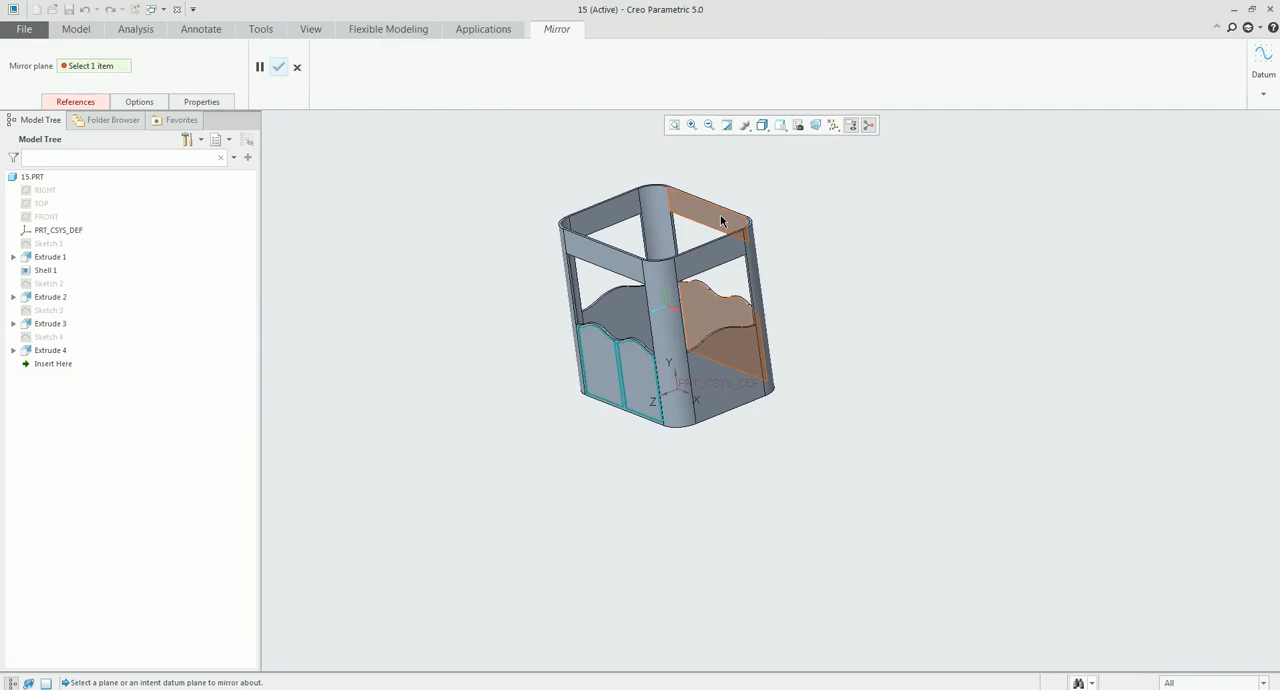 15 (Active) - Creo Parametric 5.0
File Model Analysis Annotate Tools View Flexible Modeling Applications Mirror
Mirror plane Select 1 item
Datum
References Options Properties
Model Tree Folder Browser Favorites
Model Tree
15.PRT
RIGHT
TOP
FRONT
PRT_CSYS_DEF
Sketch 1
Extrude 1
Shell 1
Sketch 2
Extrude 2
Sketch 3
Extrude 3
Sketch 4
Extrude 4
Insert Here
Y
PRT_CSYS_DEF
Z X
Select a plane or an intent datum plane to mirror about.
All